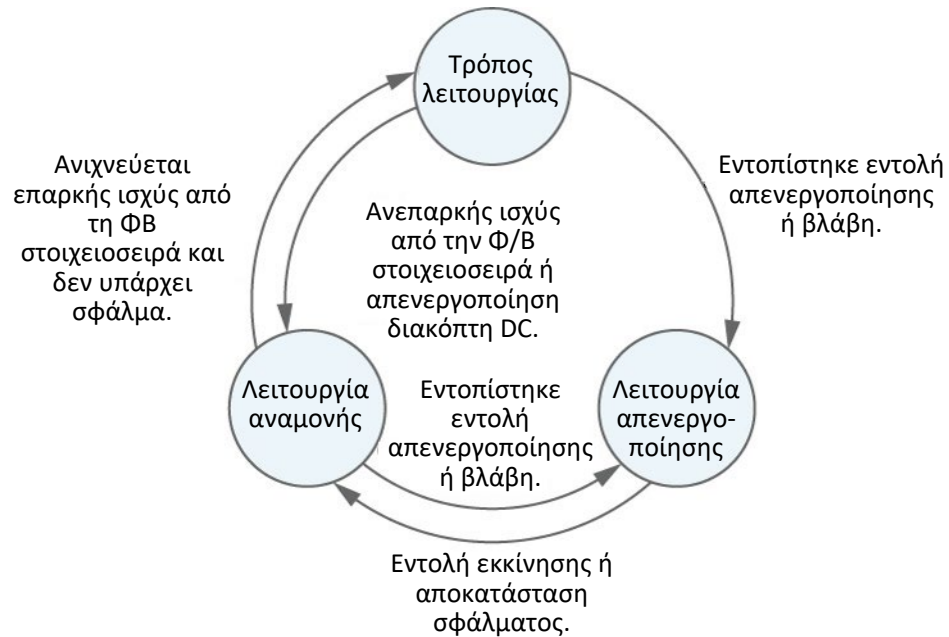 Τρόπος
λειτουργίας
Ανιχνεύεται
επαρκής ισχύς από
τη ΦΒ
στοιχειοσειρά και
δεν υπάρχει
σφάλμα.
Ανεπαρκής ισχύς
από την Φ/Β
στοιχειοσειρά ή
απενεργοποίηση
διακόπτη DC.
Εντοπίστηκε εντολή
απενεργοποίησης
ή βλάβη.
Λειτουργία
αναμονής
Εντοπίστηκε
εντολή
απενεργοποίησης
ή βλάβη.
Λειτουργία
απενεργο-
ποίησης
Εντολή εκκίνησης ή
αποκατάσταση
σφάλματος.